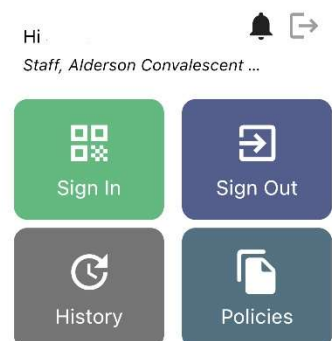 Hi
Staff, Alderson Convalescent ...
Sign In
Sign Out
History
Policies